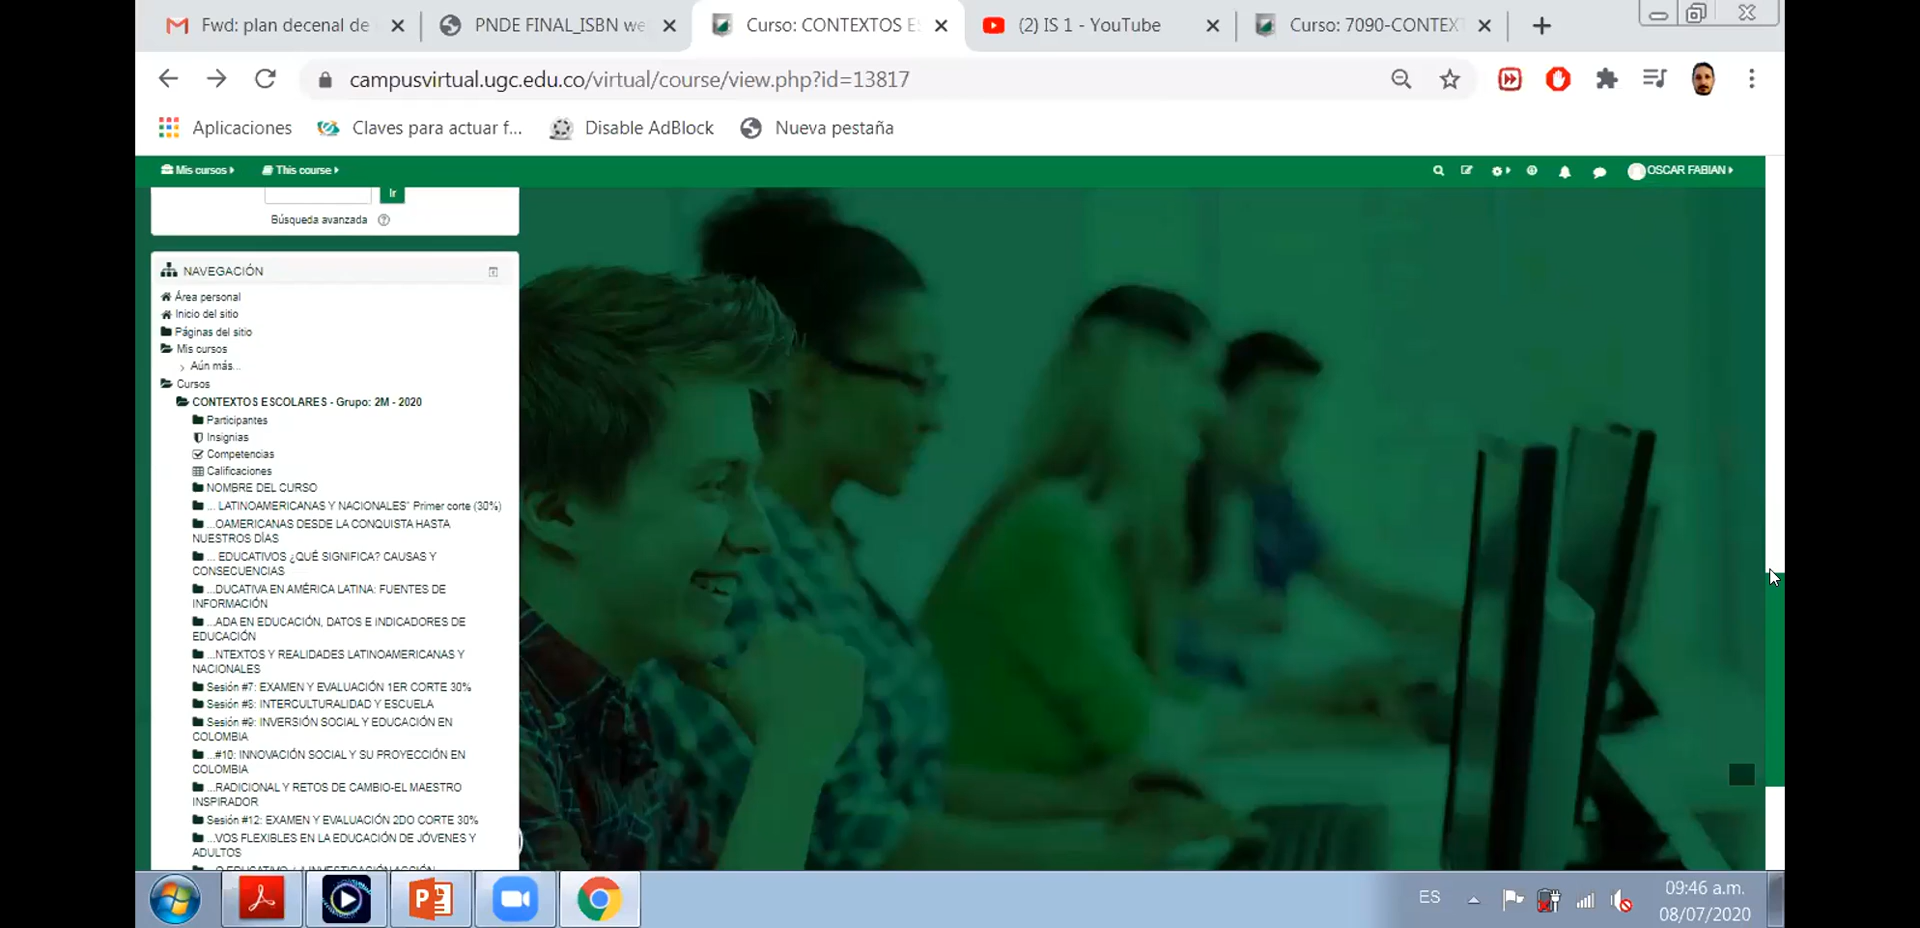 Fwd: plan decenal de
PNDE FINAL_ISBN we
Curso: CONTEXTOS ES
(2) IS 1 - YouTube
Curso: 7090-CONTEXT
campusvirtual.ugc.edu.co/virtual/course/view.php?id=13817
Aplicaciones
Claves para actuar f...
Disable AdBlock
Nueva pestaña
Mis cursos
This course
OSCAR FABIAN
Ir
Búsqueda avanzada
NAVEGACIÓN
Área personal
Inicio del sitio
Páginas del sitio
Mis cursos
Aún más...
Cursos
CONTEXTOS ESCOLARES - Grupo: 2M - 2020
Participantes
Insignias
Competencias
Calificaciones
NOMBRE DEL CURSO
... LATINOAMERICANAS Y NACIONALES" Primer corte (30%)
...OAMERICANAS DESDE LA CONQUISTA HASTA
NUESTROS DÍAS
... EDUCATIVOS ¿QUÉ SIGNIFICA? CAUSAS Y
CONSECUENCIAS
...DUCATIVA EN AMÉRICA LATINA: FUENTES DE
INFORMACIÓN
...ADA EN EDUCACIÓN, DATOS E INDICADORES DE
EDUCACIÓN
...NTEXTOS Y REALIDADES LATINOAMERICANAS Y
NACIONALES
Sesión #7: EXAMEN Y EVALUACIÓN 1ER CORTE 30%
Sesión #8: INTERCULTURALIDAD Y ESCUELA
Sesión #9: INVERSIÓN SOCIAL Y EDUCACIÓN EN
COLOMBIA
...#10: INNOVACIÓN SOCIAL Y SU PROYECCIÓN EN
COLOMBIA
...RADICIONAL Y RETOS DE CAMBIO-EL MAESTRO
INSPIRADOR
Sesión #12: EXAMEN Y EVALUACIÓN 2DO CORTE 30%
...VOS FLEXIBLES EN LA EDUCACIÓN DE JÓVENES Y
ADULTOS
ES
09:46 a.m.
08/07/2020